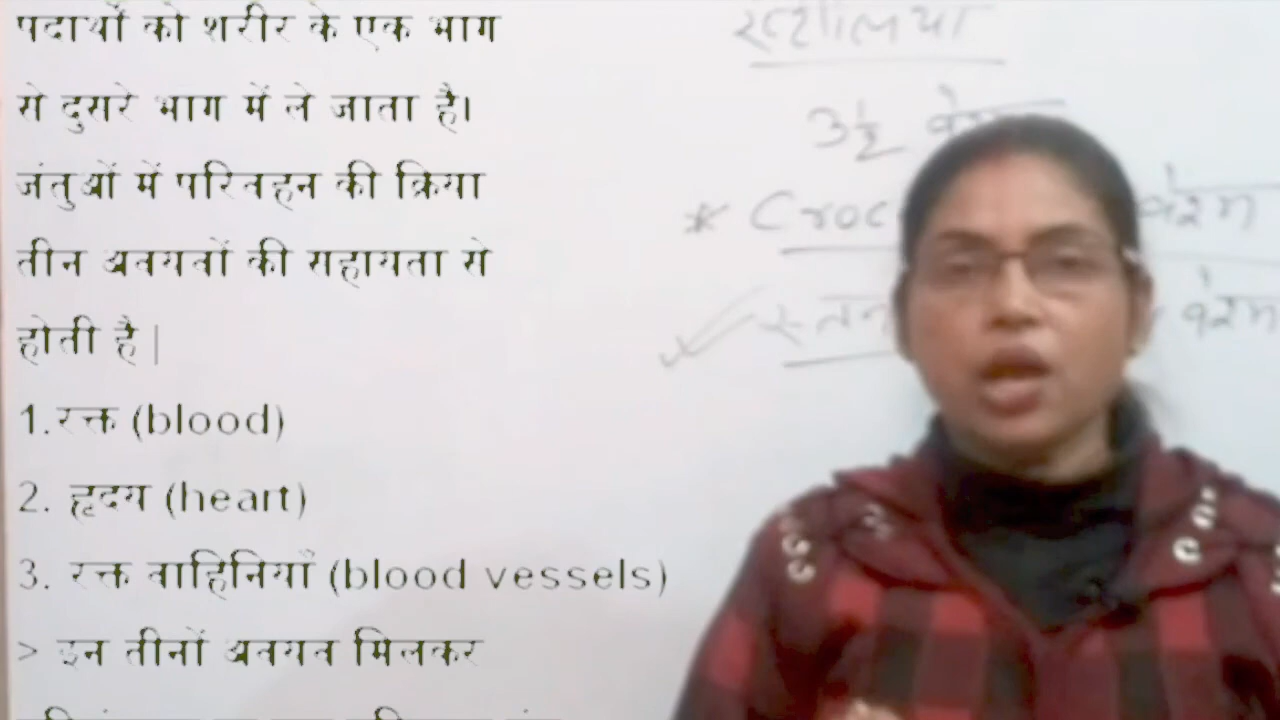 पदार्थों को शरीर के एक भाग
से दुसरे भाग में ले जाता है।
जंतुओं में परिवहन की क्रिया
तीन अवयवों की सहायता से
होती है |
1.रक्त (blood)
2. हृदय (heart)
3. रक्त वाहिनियाँ (blood vessels)
> इन तीनों अवयव मिलकर
3½
* Croc
वेश्म
स्तन
वेश्म